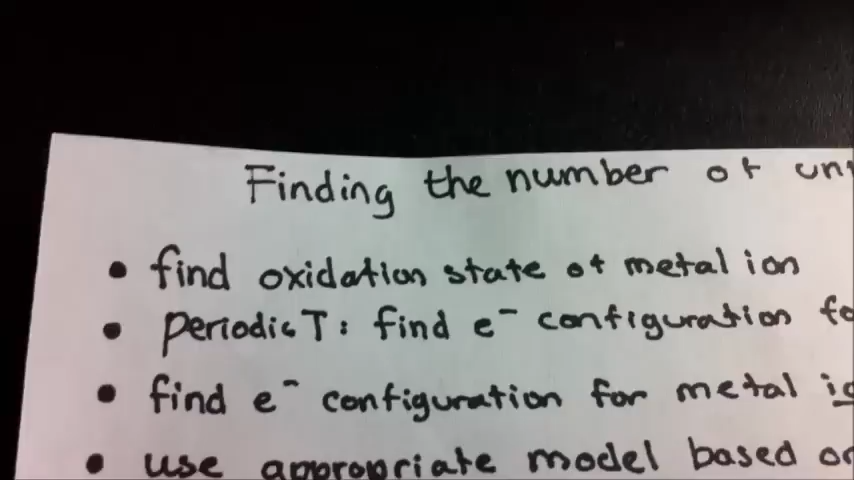 Finding the number of
• find oxidation state of metal ion
• Periodic T: find e⁻ configuration
• find e⁻ configuration for metal
• use appropriate model based